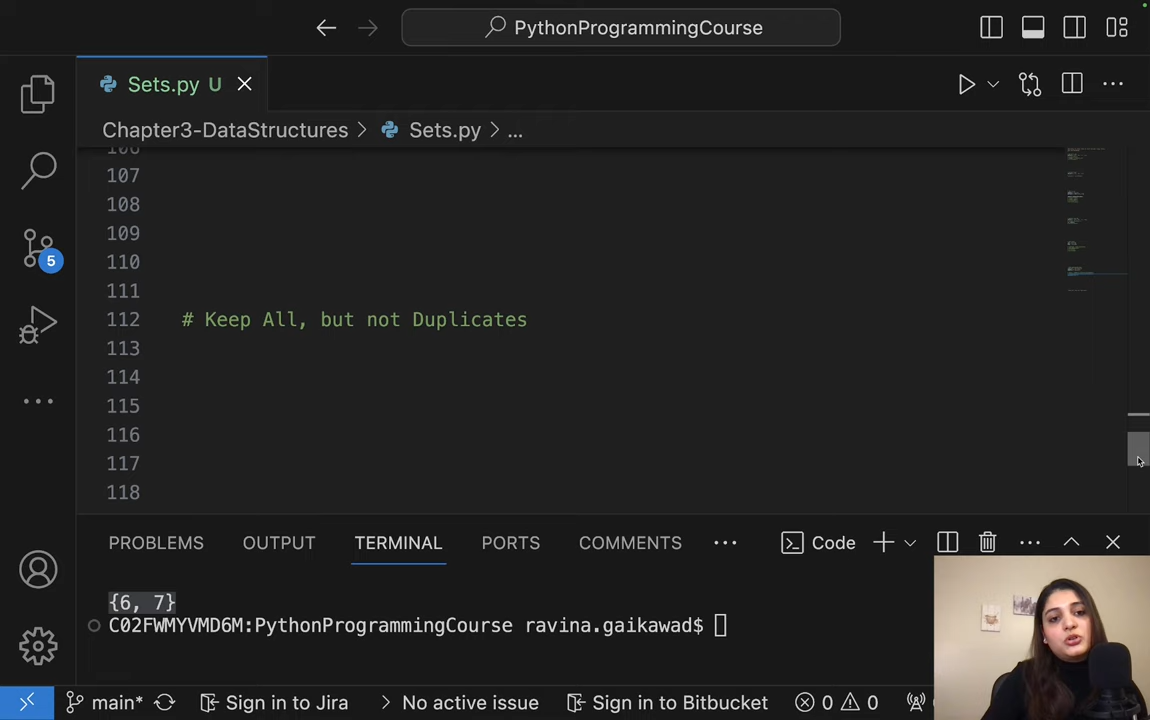 PythonProgrammingCourse
Sets.py U
Chapter3-DataStructures > Sets.py > ...
106
107
108
109
110
111
112 # Keep All, but not Duplicates
113
114
115
116
117
118
5
PROBLEMS OUTPUT TERMINAL PORTS COMMENTS ... Code
{6, 7}
C02FWMYVMD6M:PythonProgrammingCourse ravina.gaikawad$
main* Sign in to Jira No active issue Sign in to Bitbucket 0 0